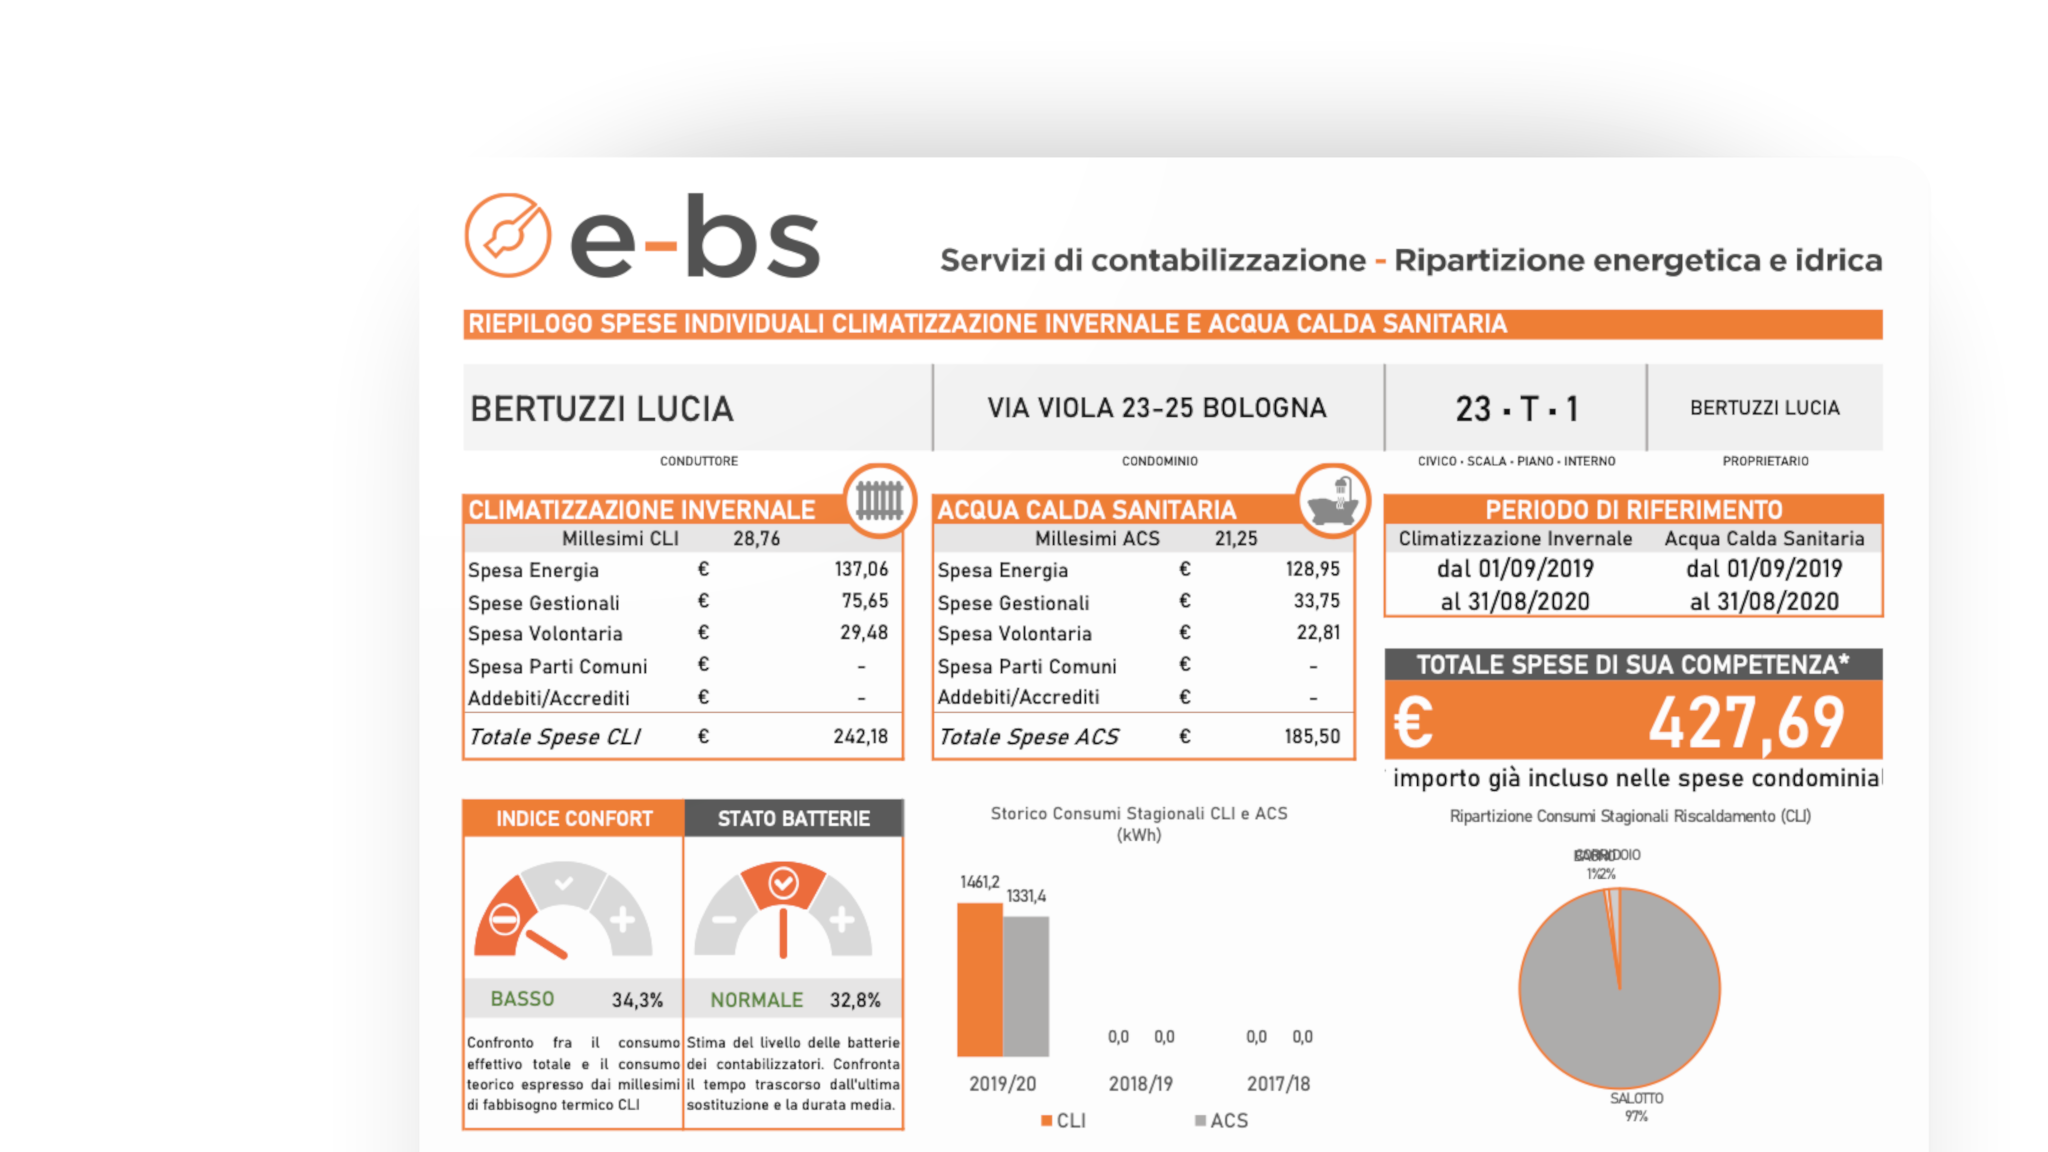 e-bs
Servizi di contabilizzazione - Ripartizione energetica e idrica
RIEPILOGO SPESE INDIVIDUALI CLIMATIZZAZIONE INVERNALE E ACQUA CALDA SANITARIA
BERTUZZI LUCIA
CONDUTTORE
VIA VIOLA 23-25 BOLOGNA
CONDOMINIO
23 · T · 1
CIVICO · SCALA · PIANO · INTERNO
BERTUZZI LUCIA
PROPRIETARIO
CLIMATIZZAZIONE INVERNALE
Millesimi CLI 28,76
Spesa Energia € 137,06
Spese Gestionali € 75,65
Spesa Volontaria € 29,48
Spesa Parti Comuni € -
Addebiti/Accrediti € -
Totale Spese CLI € 242,18
ACQUA CALDA SANITARIA
Millesimi ACS 21,25
Spesa Energia € 128,95
Spese Gestionali € 33,75
Spesa Volontaria € 22,81
Spesa Parti Comuni € -
Addebiti/Accrediti € -
Totale Spese ACS € 185,50
PERIODO DI RIFERIMENTO
Climatizzazione Invernale Acqua Calda Sanitaria
dal 01/09/2019 dal 01/09/2019
al 31/08/2020 al 31/08/2020
TOTALE SPESE DI SUA COMPETENZA*
€ 427,69
importo già incluso nelle spese condominial
INDICE CONFORT
BASSO 34,3%
Confronto fra il consumo
effettivo totale e il consumo
teorico espresso dai millesimi
di fabbisogno termico CLI
STATO BATTERIE
NORMALE 32,8%
Stima del livello delle batterie
dei contabilizzatori. Confronta
il tempo trascorso dall'ultima
sostituzione e la durata media.
Storico Consumi Stagionali CLI e ACS
(kWh)
1461,2
1331,4
0,0 0,0 0,0 0,0
2019/20 2018/19 2017/18
CLI ACS
Ripartizione Consumi Stagionali Riscaldamento (CLI)
CORRIDOIO
1% 2%
SALOTTO
97%